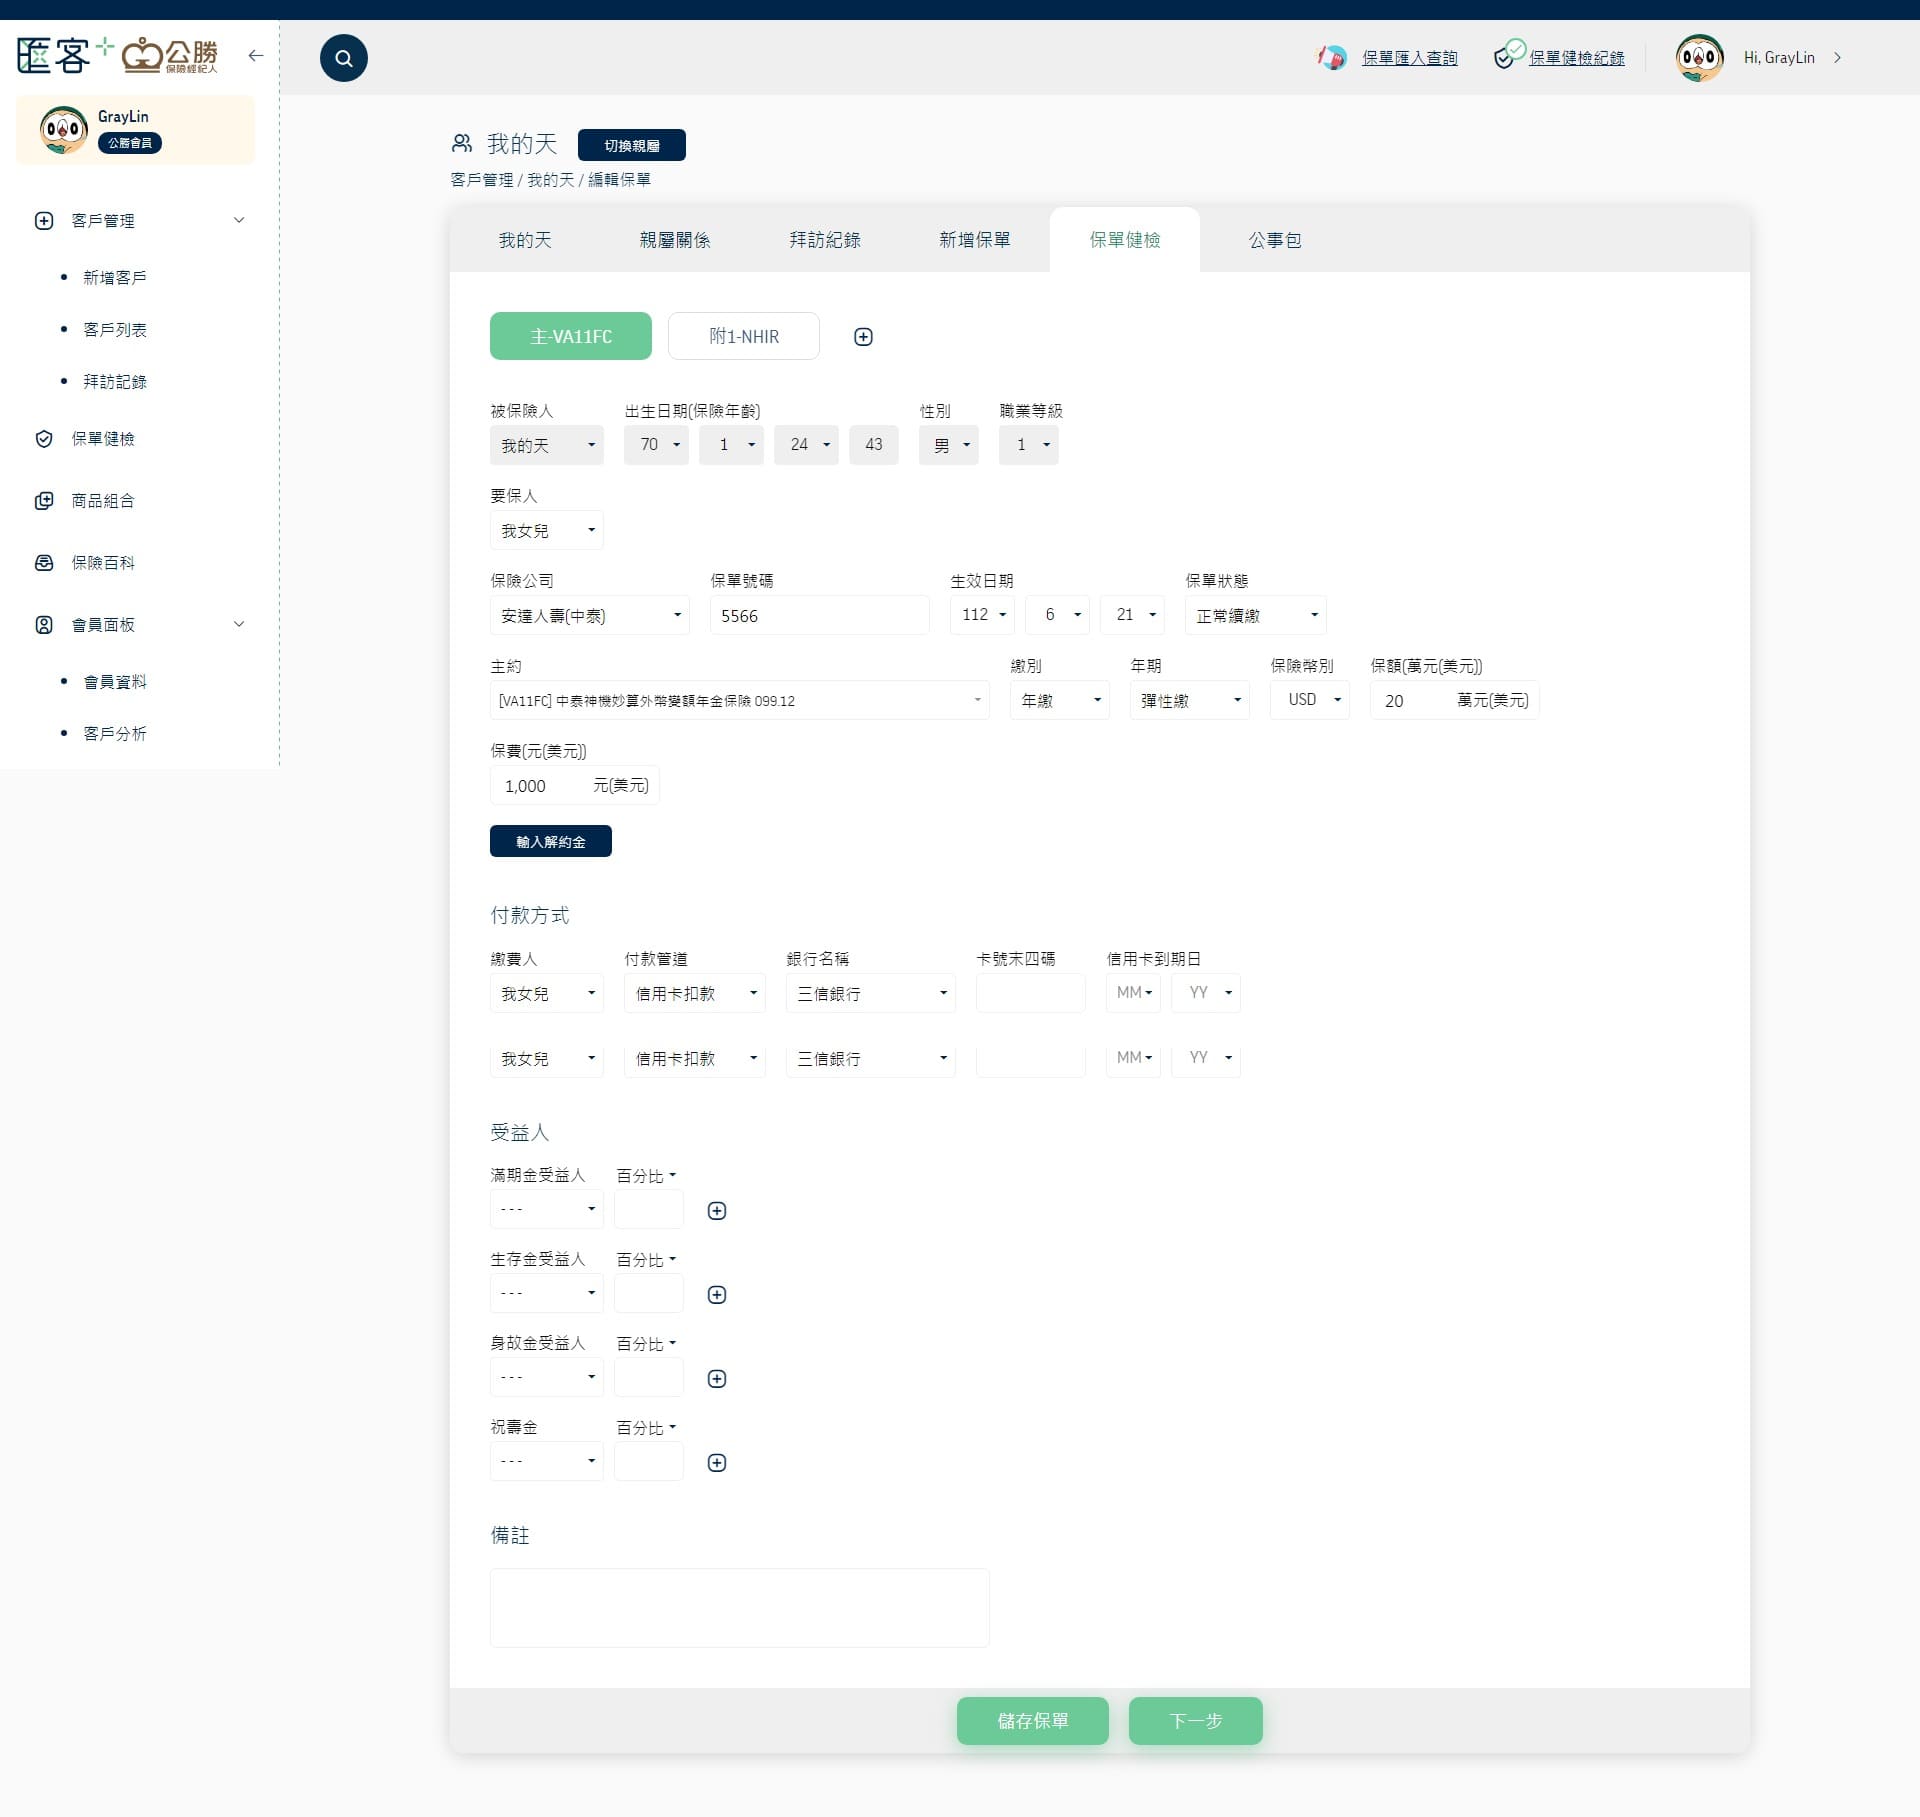 匯客 公勝 保險經紀人
GrayLin
公勝會員
客戶管理
新增客戶
客戶列表
拜訪記錄
保單健檢
商品組合
保險百科
會員面板
會員資料
客戶分析
保單匯入查詢 保單健檢紀錄 Hi, GrayLin
我的天 切換親屬
客戶管理 / 我的天 / 編輯保單
我的天 親屬關係 拜訪紀錄 新增保單 保單健檢 公事包
主-VA11FC 附1-NHIR
被保險人 出生日期(保險年齡) 性別 職業等級
我的天 70 1 24 43 男 1
要保人
我女兒
保險公司 保單號碼 生效日期 保單狀態
安達人壽(中泰) 5566 112 6 21 正常續繳
主約 繳別 年期 保險幣別 保額(萬元(美元))
[VA11FC] 中泰神機妙算外幣變額年金保險 099.12 年繳 彈性繳 USD 20 萬元(美元)
保費(元(美元))
1,000 元(美元)
輸入解約金
付款方式
繳費人 付款管道 銀行名稱 卡號末四碼 信用卡到期日
我女兒 信用卡扣款 三信銀行 MM YY
我女兒 信用卡扣款 三信銀行 MM YY
受益人
滿期金受益人 百分比
---
生存金受益人 百分比
---
身故金受益人 百分比
---
祝壽金 百分比
---
備註
儲存保單 下一步